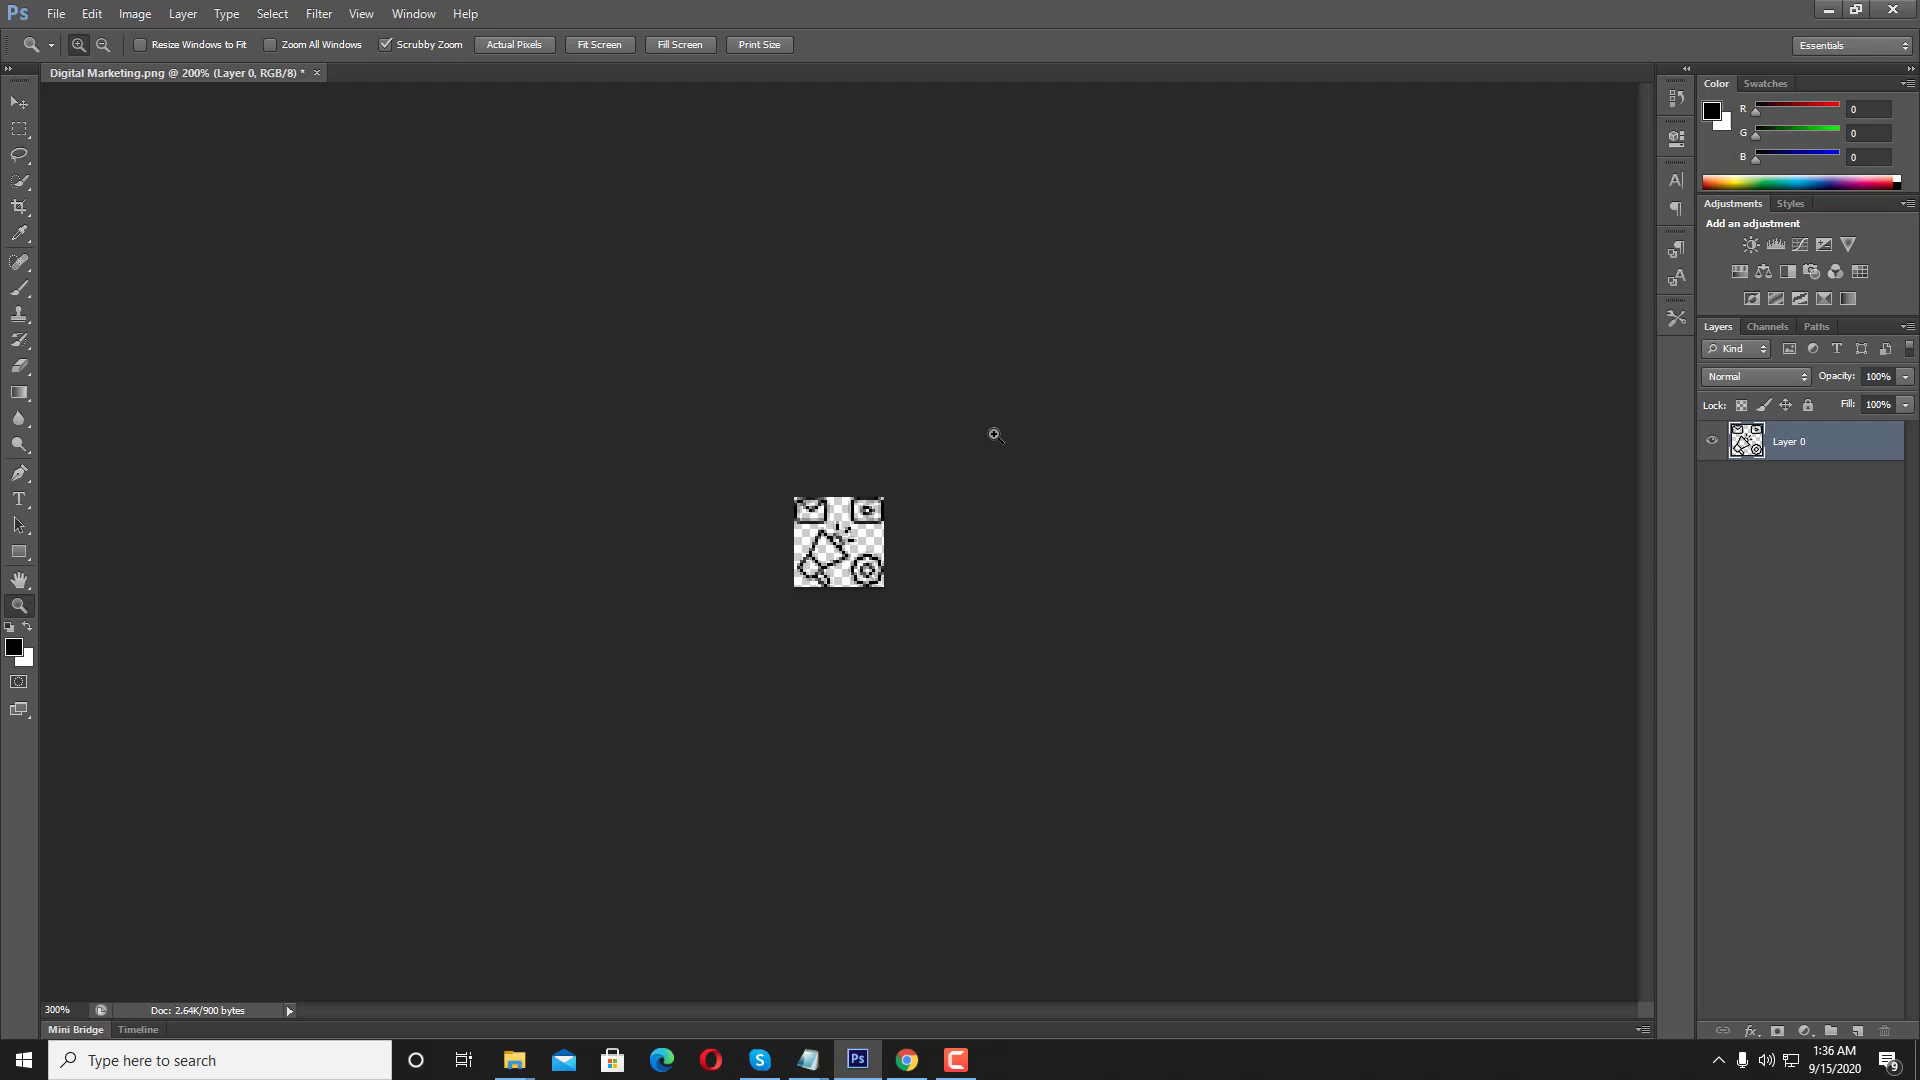 Ps File Edit Image Layer Type Select Filter View Window Help
Resize Windows to Fit Zoom All Windows Scrubby Zoom Actual Pixels Fit Screen Fill Screen Print Size Essentials
Digital Marketing.png @ 200% (Layer 0, RGB/8) *
Color Swatches
R 0
G 0
B 0
Adjustments Styles
Add an adjustment
Layers Channels Paths
Kind
Normal Opacity: 100%
Lock: Fill: 100%
Layer 0
300% Doc: 2.64K/900 bytes
Mini Bridge Timeline
Type here to search
1:36 AM
9/15/2020
9